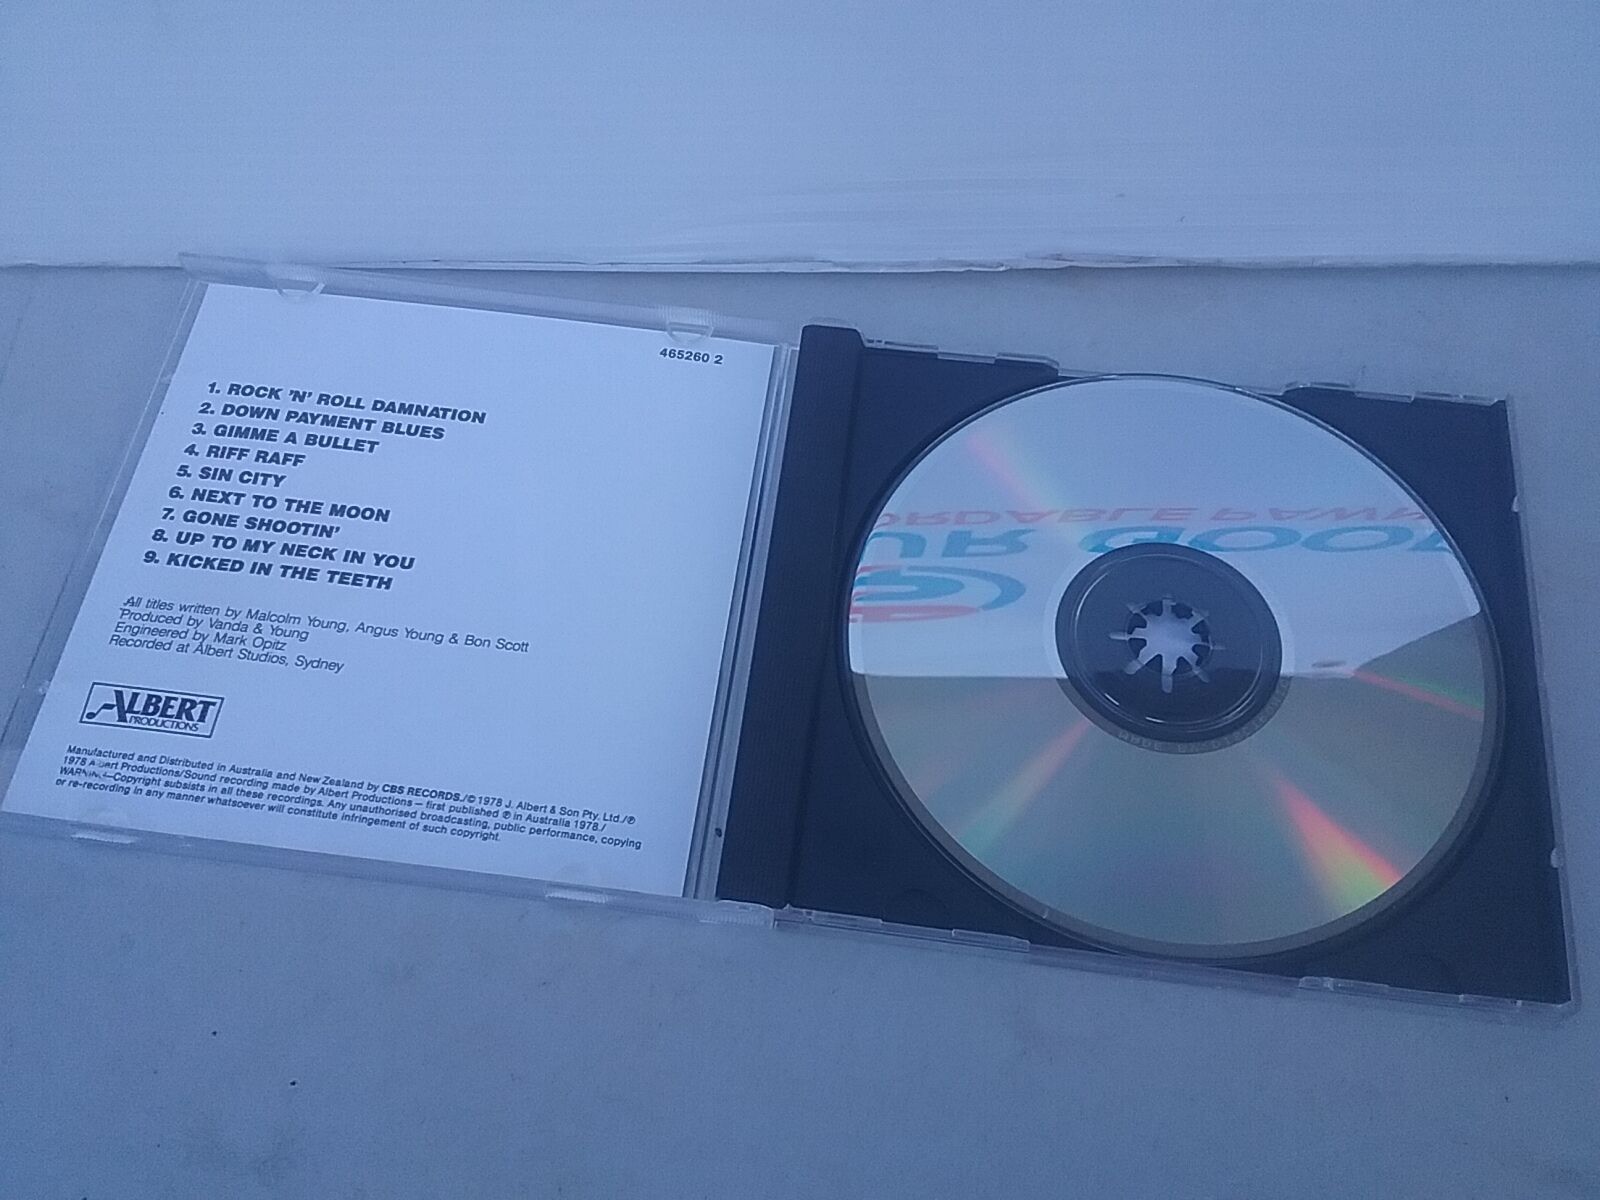 465260 2
1. ROCK 'N' ROLL DAMNATION
2. DOWN PAYMENT BLUES
3. GIMME A BULLET
4. RIFF RAFF
5. SIN CITY
6. NEXT TO THE MOON
7. GONE SHOOTIN'
8. UP TO MY NECK IN YOU
9. KICKED IN THE TEETH
All titles written by Malcolm Young, Angus Young & Bon Scott
Produced by Vanda & Young
Engineered by Mark Opitz
Recorded at Albert Studios, Sydney
ALBERT
PRODUCTIONS
Manufactured and Distributed in Australia and New Zealand by CBS RECORDS./© 1978 J. Albert & Son Pty. Ltd./℗
1978 Albert Productions/Sound recording made by Albert Productions — first published ℗ in Australia 1978./
WARNING—Copyright subsists in all these recordings. Any unauthorised broadcasting, public performance, copying
or re-recording in any manner whatsoever will constitute infringement of such copyright.
ORDABLE PAWN
UR GOOD